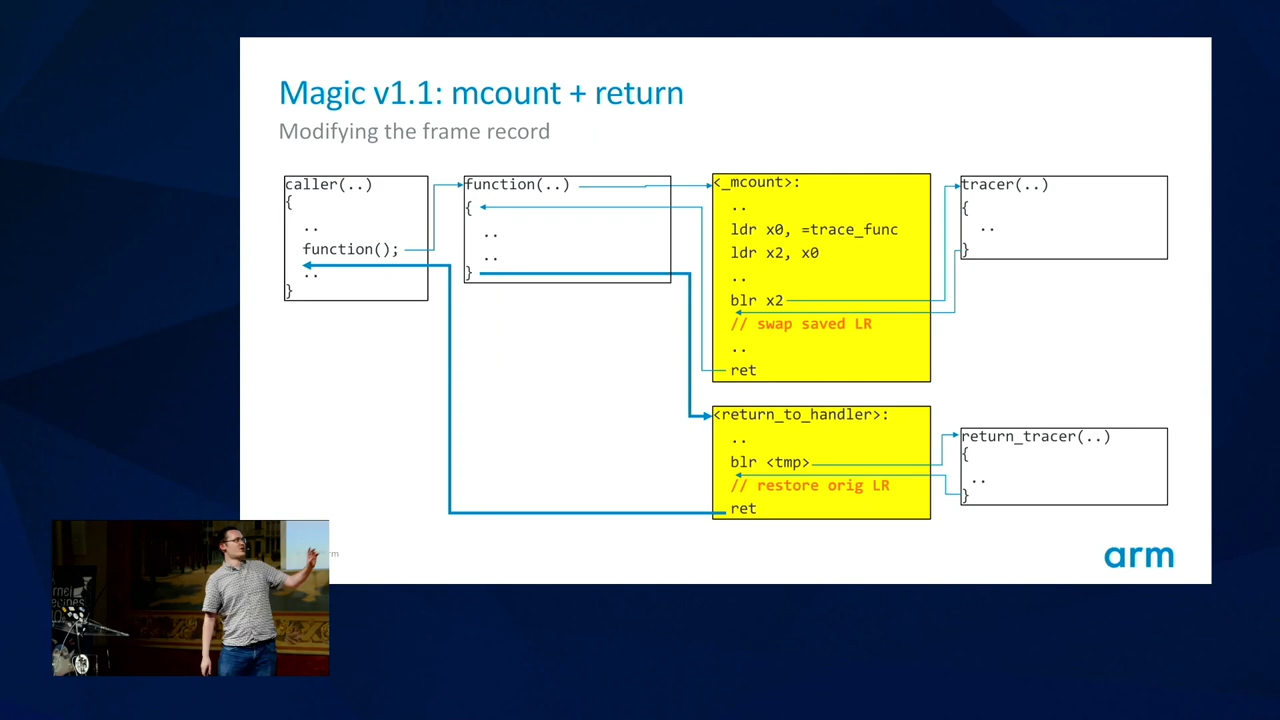 Magic v1.1: mcount + return
Modifying the frame record
caller(..)
{
..
function();
..
}
function(..)
{
..
..
}
<_mcount>:
..
ldr x0, =trace_func
ldr x2, x0
..
blr x2
// swap saved LR
..
ret
tracer(..)
{
..
}
<return_to_handler>:
..
blr <tmp>
// restore orig LR
ret
return_tracer(..)
{
..
}
arm